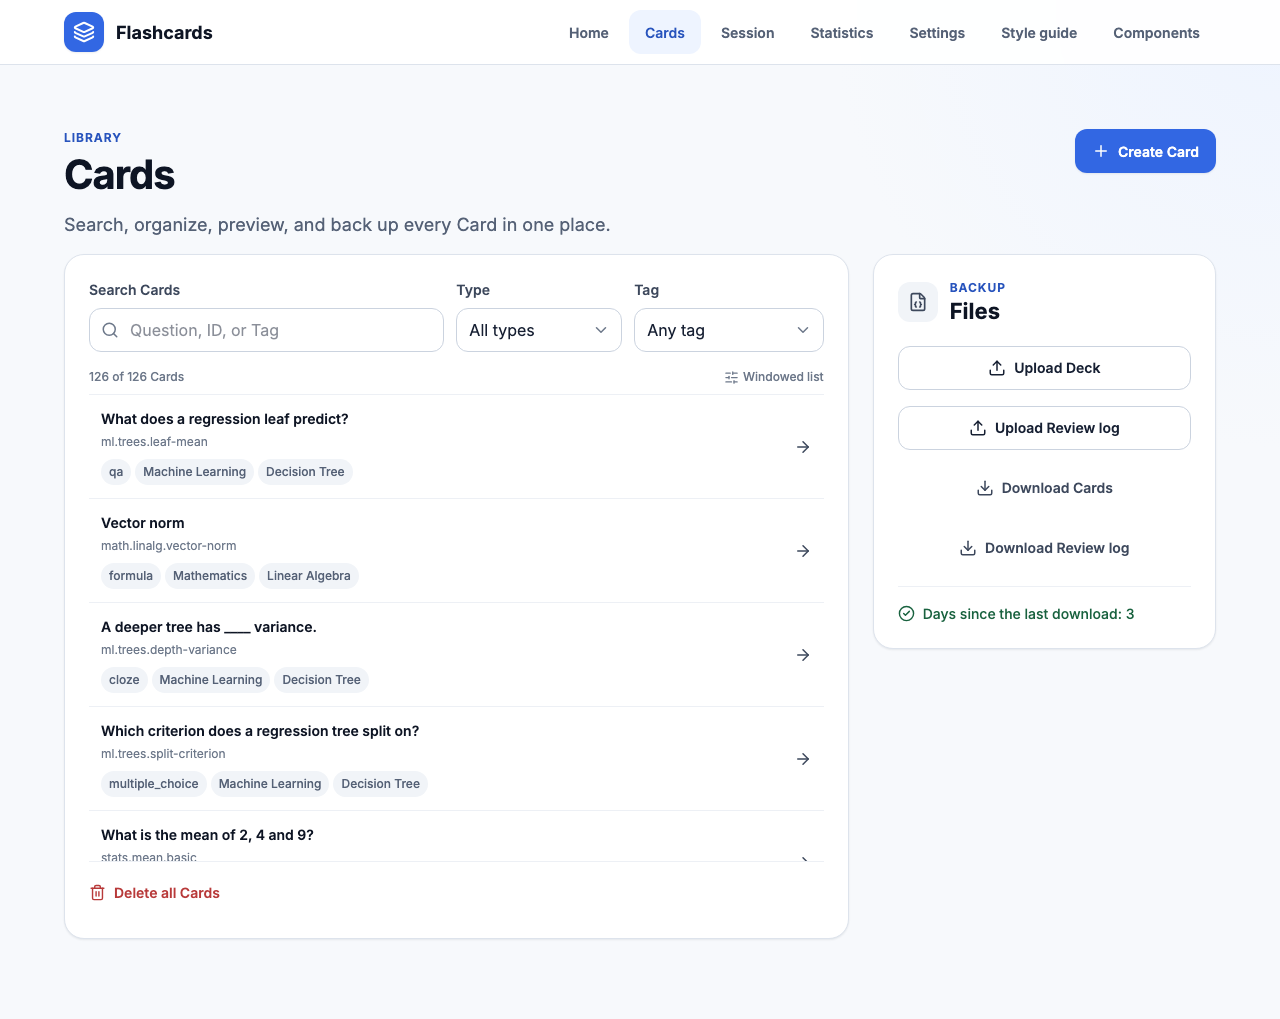 Flashcards
Home
Cards
Session
Statistics
Settings
Style guide
Components
LIBRARY
Cards
Search, organize, preview, and back up every Card in one place.
Create Card
Search Cards
Type
Tag
Question, ID, or Tag
All types
Any tag
126 of 126 Cards
Windowed list
What does a regression leaf predict?
ml.trees.leaf-mean
qa
Machine Learning
Decision Tree
Vector norm
math.linalg.vector-norm
formula
Mathematics
Linear Algebra
A deeper tree has ____ variance.
ml.trees.depth-variance
cloze
Machine Learning
Decision Tree
Which criterion does a regression tree split on?
ml.trees.split-criterion
multiple_choice
Machine Learning
Decision Tree
What is the mean of 2, 4 and 9?
stats.mean.basic
Delete all Cards
BACKUP
Files
Upload Deck
Upload Review log
Download Cards
Download Review log
Days since the last download: 3